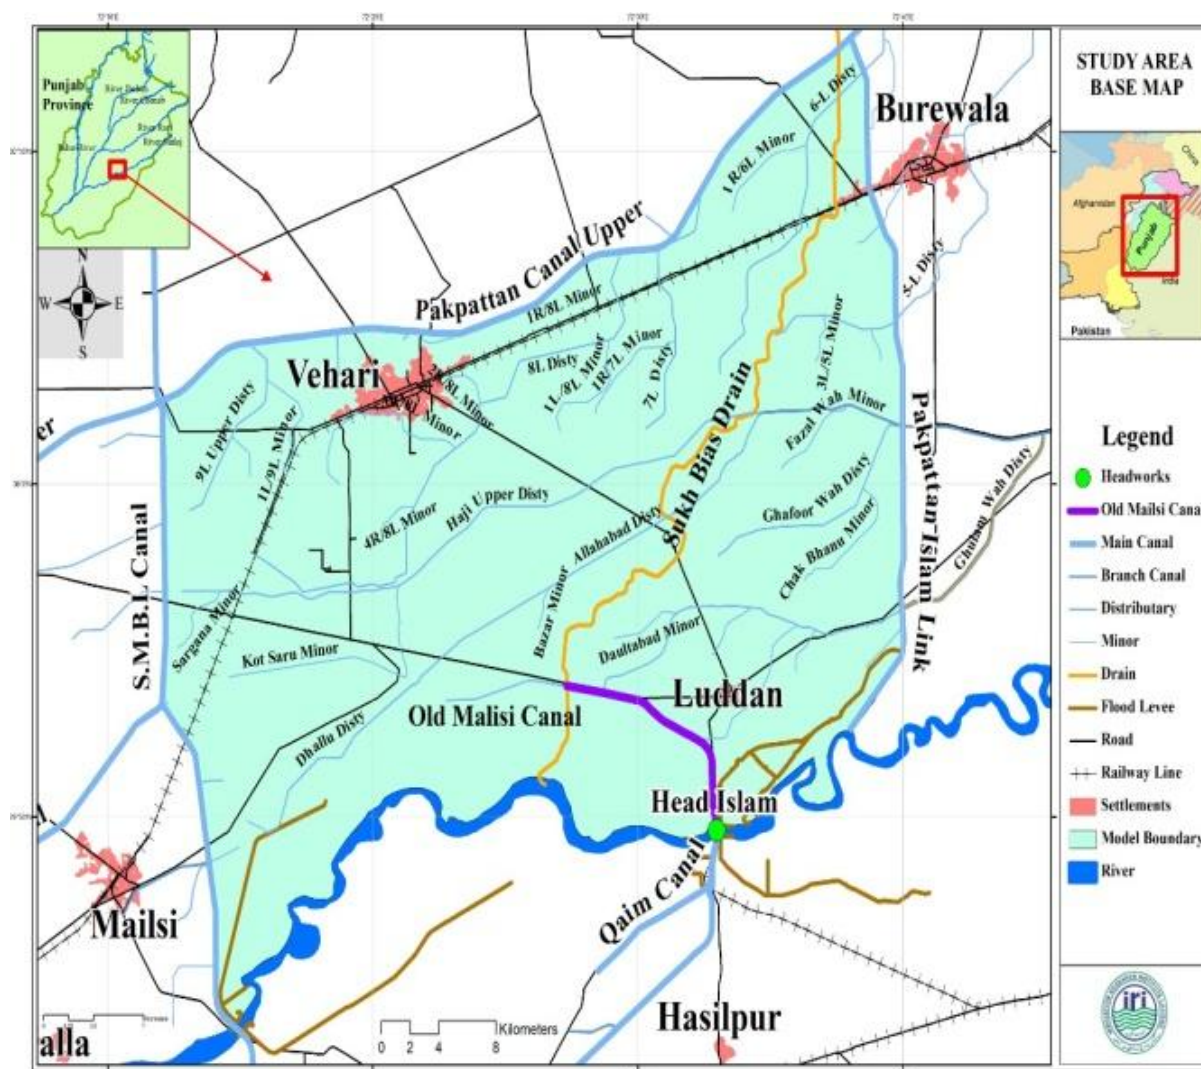 STUDY AREA
BASE MAP
Punjab
Province
N
W
E
S
Afghanistan
China
Punjab
India
Pakistan
Burewala
6-L Disty
1R/6L Minor
Pakpattan Canal Upper
1R/8L Minor
5-L Disty
Vehari
8L Disty
1L/8L Minor
1R/7L Minor
7L Disty
3L/5L Minor
Fazal Wah Minor
9L Upper Disty
1L/9L Minor
4R/8L Minor
Haji Upper Disty
Allahabad Disty
Sukh Bias Drain
Ghafoor Wah Disty
Chak Bhanu Minor
Ghulam Wah Disty
Pakpattan-Islam Link
S.M.B.L Canal
Sargana Minor
Kot Saru Minor
Bazar Minor
Daultabad Minor
Luddan
Old Malisi Canal
Dhallu Disty
Head Islam
Qaim Canal
Mailsi
Hasilpur
alla
Kilometers
0 2 4 8
Legend
Headworks
Old Mailsi Cana
Main Canal
Branch Canal
Distributary
Minor
Drain
Flood Levee
Road
Railway Line
Settlements
Model Boundary
River
iri